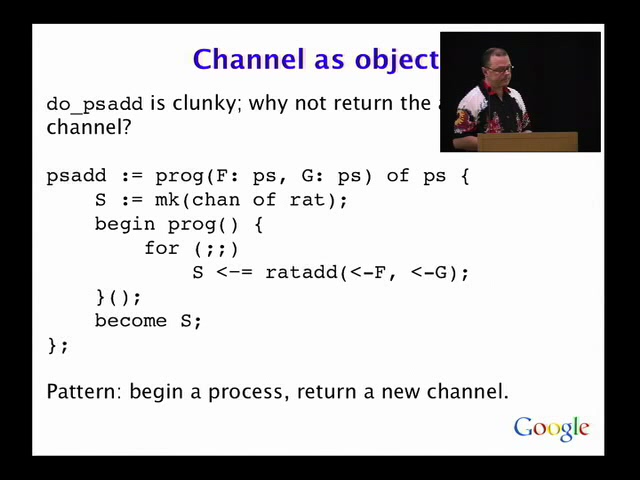 Channel as object
do_psadd is clunky; why not return the
channel?
psadd := prog(F: ps, G: ps) of ps {
S := mk(chan of rat);
begin prog() {
for (;;)
S <-= ratadd(<-F, <-G);
}();
become S;
};
Pattern: begin a process, return a new channel.
Google